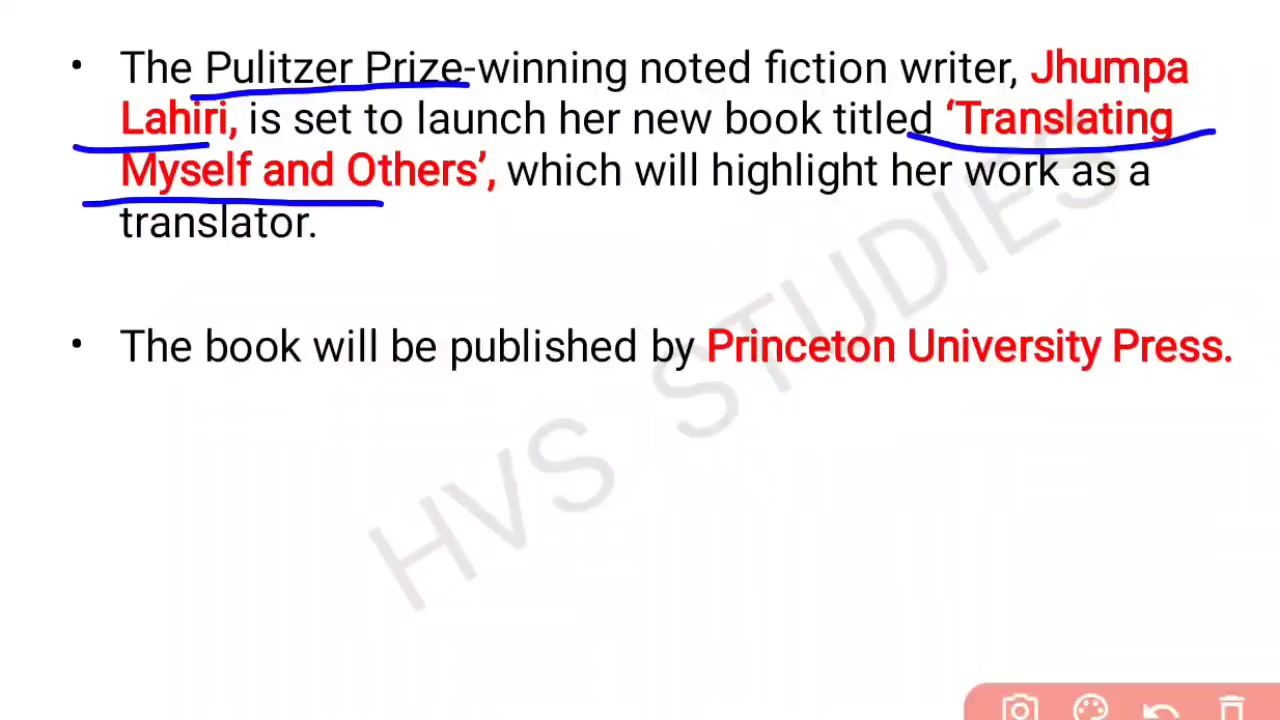 • The Pulitzer Prize-winning noted fiction writer, Jhumpa
Lahiri, is set to launch her new book titled ‘Translating
Myself and Others’, which will highlight her work as a
translator.
• The book will be published by Princeton University Press.
HVS STUDIES